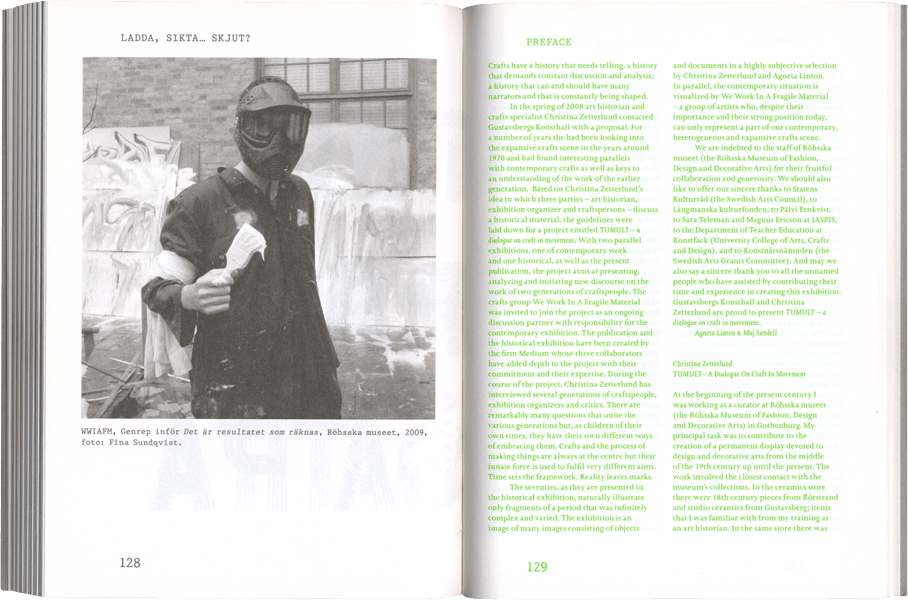 LADDA, SIKTA… SKJUT?
WWIAFM, Genrep inför Det är resultatet som räknas, Röhsska museet, 2009,
foto: Fina Sundqvist.
128
PREFACE
Crafts have a history that needs telling, a history
that demands constant discussion and analysis;
a history that can and should have many
narrators and that is constantly being shaped.
In the spring of 2008 art historian and
crafts specialist Christina Zetterlund contacted
Gustavsbergs Konsthall with a proposal. For
a number of years she had been looking into
the expansive crafts scene in the years around
1970 and had found interesting parallels
with contemporary crafts as well as keys to
an understanding of the work of the earlier
generation. Based on Christina Zetterlund's
idea in which three parties – art historian,
exhibition organizer and craftspersons – discuss
a historical material, the guidelines were
laid down for a project entitled TUMULT – a
dialogue on craft in movement. With two parallel
exhibitions, one of contemporary work
and one historical, as well as the present
publication, the project aims at presenting,
analyzing and initiating new discourse on the
work of two generations of craftspeople. The
crafts group We Work In A Fragile Material
was invited to join the project as an ongoing
discussion partner with responsibility for the
contemporary exhibition. The publication and
the historical exhibition have been created by
the firm Medium whose three collaborators
have added depth to the project with their
commitment and their expertise. During the
course of the project, Christina Zetterlund has
interviewed several generations of craftspeople,
exhibition organizers and critics. There are
remarkably many questions that unite the
various generations but, as children of their
own times, they have their own different ways
of embracing them. Crafts and the process of
making things are always at the centre but their
innate force is used to fulfil very different aims.
Time sets the framework. Reality leaves marks.
The seventies, as they are presented in
the historical exhibition, naturally illustrate
only fragments of a period that was infinitely
complex and varied. The exhibition is an
image of many images consisting of objects
and documents in a highly subjective selection
by Christina Zetterlund and Agneta Linton.
In parallel, the contemporary situation is
visualized by We Work In A Fragile Material
– a group of artists who, despite their
importance and their strong position today,
can only represent a part of our contemporary,
heterogeneous and expansive crafts scene.
We are indebted to the staff of Röhsska
museet (the Röhsska Museum of Fashion,
Design and Decorative Arts) for their fruitful
collaboration and generosity. We should also
like to offer our sincere thanks to Statens
Kulturråd (the Swedish Arts Council), to
Längmanska kulturfonden, to Päivi Ernkvist,
to Sara Teleman and Magnus Ericson at IASPIS,
to the Department of Teacher Education at
Konstfack (University College of Arts, Crafts
and Design), and to Konstnärsnämnden (the
Swedish Arts Grants Committee). And may we
also say a sincere thank you to all the unnamed
people who have assisted by contributing their
time and experience in creating this exhibition.
Gustavsbergs Konsthall and Christina
Zetterlund are proud to present TUMULT – a
dialogue on craft in movement.
Agneta Linton & Maj Sandell
Christina Zetterlund
TUMULT– A Dialogue On Craft In Movement
At the beginning of the present century I
was working as a curator at Röhsska museet
(the Röhsska Museum of Fashion, Design
and Decorative Arts) in Gothenburg. My
principal task was to contribute to the
creation of a permanent display devoted to
design and decorative arts from the middle
of the 19th century up until the present. The
work involved the closest contact with the
museum's collections. In the ceramics store
there were 18th century pieces from Rörstrand
and studio ceramics from Gustavsberg; items
that I was familiar with from my training as
an art historian. In the same store there was
129